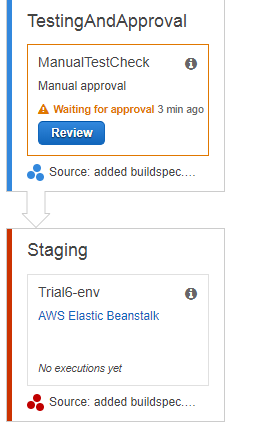 TestingAndApproval
ManualTestCheck
Manual approval
Waiting for approval 3 min ago
Review
Source: added buildspec....
Staging
Trial6-env
AWS Elastic Beanstalk
No executions yet
Source: added buildspec....